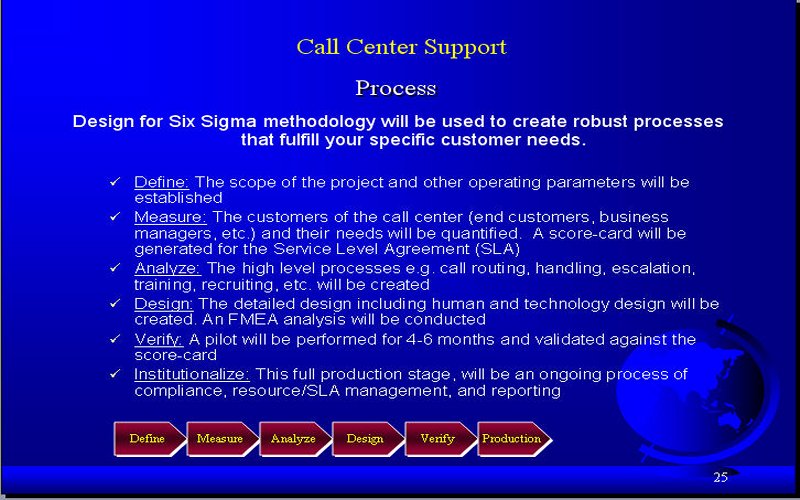 Call Center Support
Process
Design for Six Sigma methodology will be used to create robust processes
that fulfill your specific customer needs.
✓ Define: The scope of the project and other operating parameters will be
established
✓ Measure: The customers of the call center (end customers, business
managers, etc.) and their needs will be quantified.  A score-card will be
generated for the Service Level Agreement (SLA)
✓ Analyze: The high level processes e.g. call routing, handling, escalation,
training, recruiting, etc. will be created
✓ Design: The detailed design including human and technology design will be
created. An FMEA analysis will be conducted
✓ Verify: A pilot will be performed for 4-6 months and validated against the
score-card
✓ Institutionalize: This full production stage, will be an ongoing process of
compliance, resource/SLA management, and reporting
Define Measure Analyze Design Verify Production
25